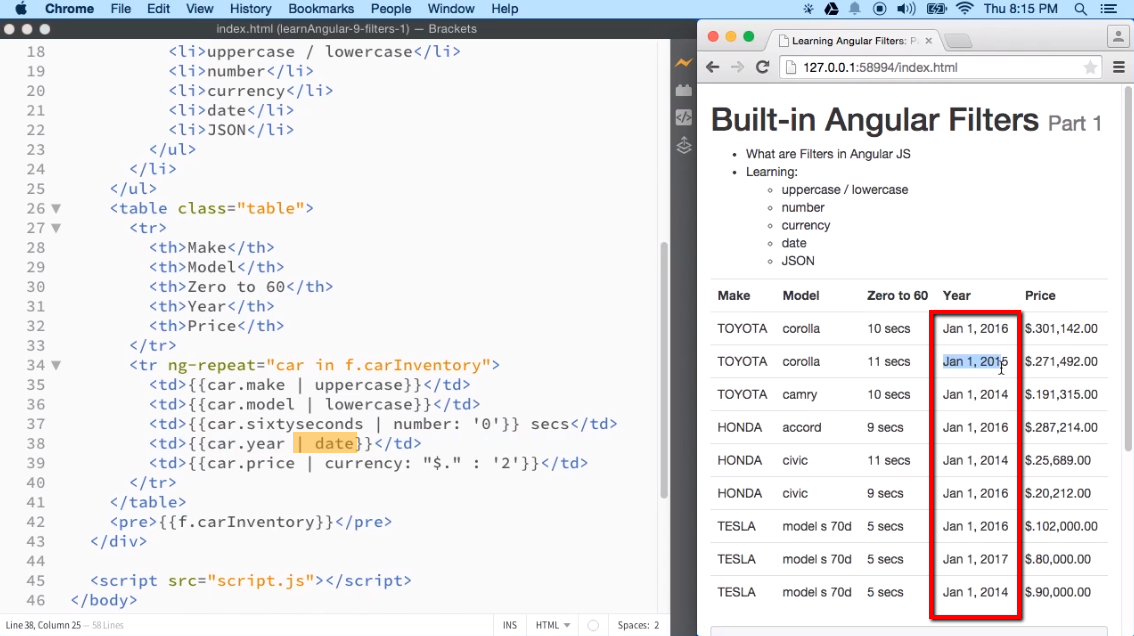 Chrome File Edit View History Bookmarks People Window Help Thu 8:15 PM
index.html (learnAngular-9-filters-1) — Brackets
18 <li>uppercase / lowercase</li>
19 <li>number</li>
20 <li>currency</li>
21 <li>date</li>
22 <li>JSON</li>
23 </ul>
24 </li>
25 </ul>
26 <table class="table">
27 <tr>
28 <th>Make</th>
29 <th>Model</th>
30 <th>Zero to 60</th>
31 <th>Year</th>
32 <th>Price</th>
33 </tr>
34 <tr ng-repeat="car in f.carInventory">
35 <td>{{car.make | uppercase}}</td>
36 <td>{{car.model | lowercase}}</td>
37 <td>{{car.sixtyseconds | number: '0'}} secs</td>
38 <td>{{car.year | date}}</td>
39 <td>{{car.price | currency: "$." : '2'}}</td>
40 </tr>
41 </table>
42 <pre>{{f.carInventory}}</pre>
43 </div>
44
45 <script src="script.js"></script>
46 </body>
Line 38, Column 25 — 58 Lines
INS HTML Spaces: 2
Learning Angular Filters: P
127.0.0.1:58994/index.html
Built-in Angular Filters Part 1
What are Filters in Angular JS
Learning:
uppercase / lowercase
number
currency
date
JSON
Make Model Zero to 60 Year Price
TOYOTA corolla 10 secs Jan 1, 2016 $.301,142.00
TOYOTA corolla 11 secs Jan 1, 2015 $.271,492.00
TOYOTA camry 10 secs Jan 1, 2014 $.191,315.00
HONDA accord 9 secs Jan 1, 2016 $.287,214.00
HONDA civic 11 secs Jan 1, 2014 $.25,689.00
HONDA civic 9 secs Jan 1, 2016 $.20,212.00
TESLA model s 70d 5 secs Jan 1, 2016 $.102,000.00
TESLA model s 70d 5 secs Jan 1, 2017 $.80,000.00
TESLA model s 70d 5 secs Jan 1, 2014 $.90,000.00